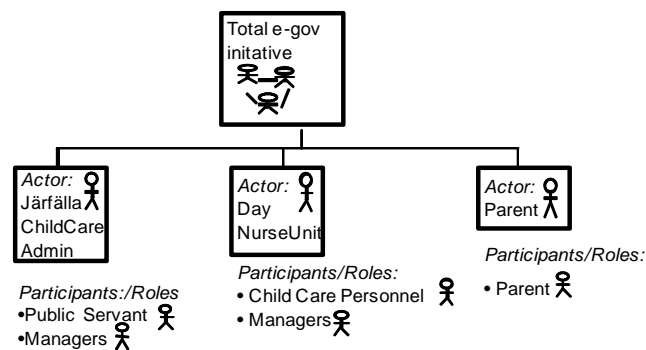 Total e-gov
initative
Actor:
Järfälla
ChildCare
Admin
Participants:/Roles
•Public Servant
•Managers
Actor:
Day
NurseUnit
Participants/Roles:
• Child Care Personnel
• Managers
Actor:
Parent
Participants/Roles:
• Parent